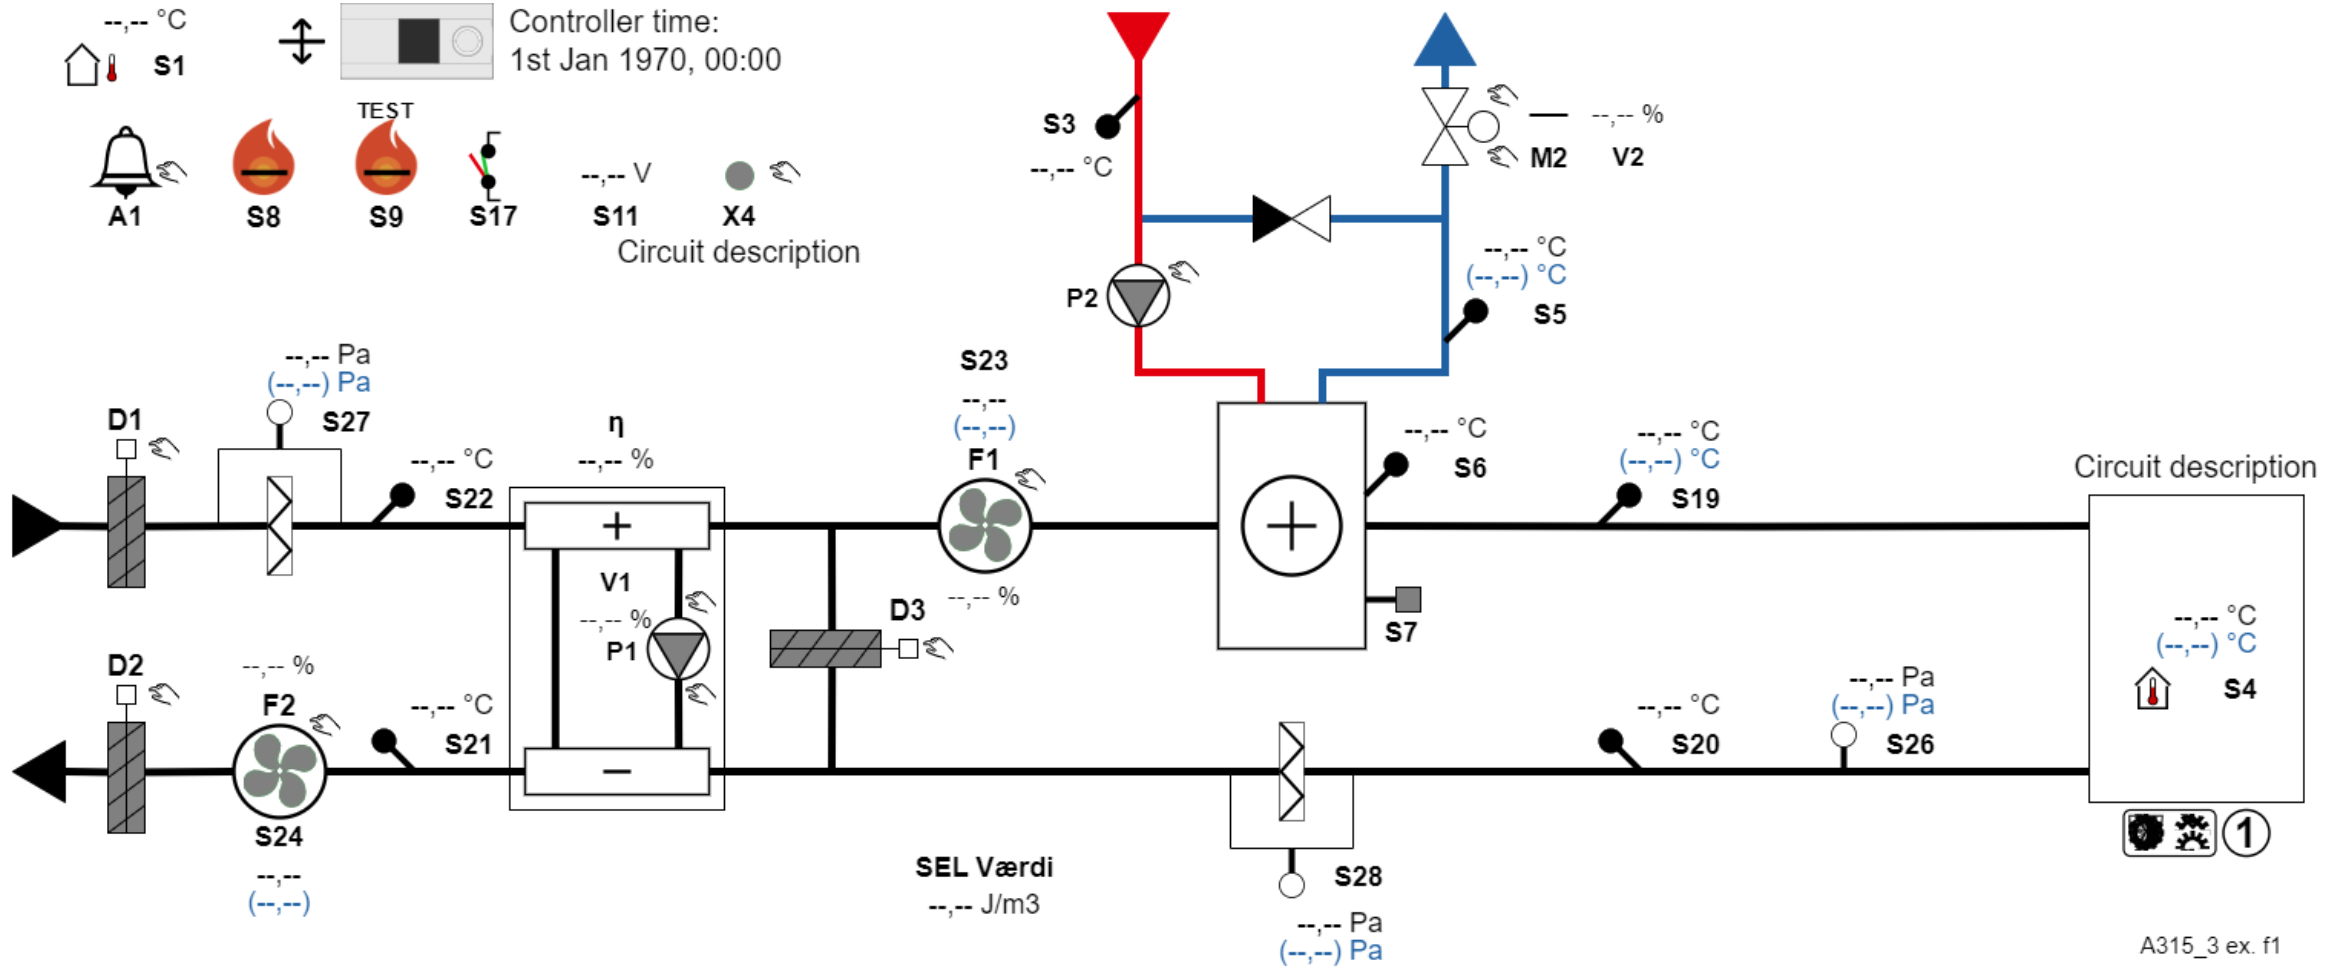 --,-- °C
S1
Controller time:
1st Jan 1970, 00:00
TEST
--,-- V
A1
S8
S9
S17
S11
X4
Circuit description
S3
--,-- °C
--,-- %
M2
V2
--,-- °C
(--,--) °C
S5
P2
--,-- Pa
(--,--) Pa
S27
D1
--,-- °C
S22
η
--,-- %
S23
--,--
(--,--)
F1
--,-- %
--,-- °C
S6
--,-- °C
(--,--) °C
S19
Circuit description
V1
--,-- %
P1
D3
S7
--,-- °C
(--,--) °C
S4
D2
--,-- %
F2
S24
--,--
(--,--)
--,-- °C
S21
--,-- °C
S20
--,-- Pa
(--,--) Pa
S26
1
SEL Værdi
--,-- J/m3
S28
--,-- Pa
(--,--) Pa
A315_3 ex. f1